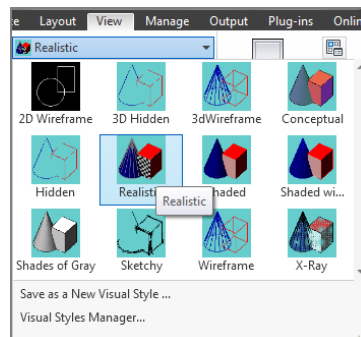 e Layout View Manage Output Plug-ins Onlin
Realistic
2D Wireframe 3D Hidden 3dWireframe Conceptual
Hidden Realisti haded Shaded wi...
Realistic
Shades of Gray Sketchy Wireframe X-Ray
Save as a New Visual Style ...
Visual Styles Manager...